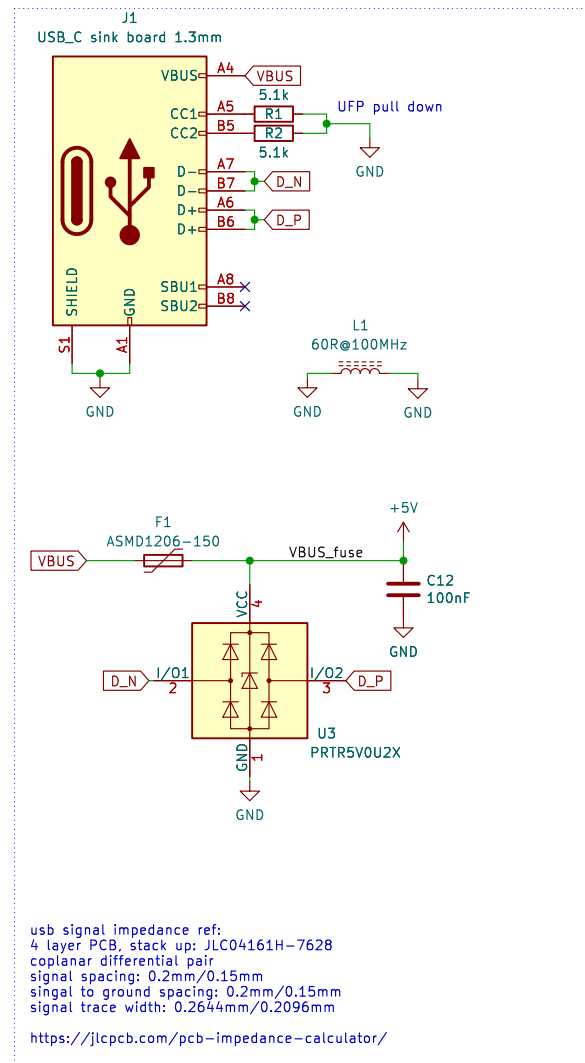 J1
USB_C sink board 1.3mm
VBUS
A4
VBUS
5.1k
CC1
A5
R1
UFP pull down
CC2
B5
R2
5.1k
GND
D-
A7
D-
B7
D_N
D+
A6
D+
B6
D_P
SBU1
A8
SBU2
B8
SHIELD
GND
S1
A1
GND
L1
60R@100MHz
GND
GND
+5V
F1
ASMD1206-150
VBUS
VBUS_fuse
C12
100nF
GND
VCC
4
D_N
I/O1
2
I/O2
3
D_P
U3
PRTR5V0U2X
GND
1
GND
usb signal impedance ref:
4 layer PCB, stack up: JLC04161H-7628
coplanar differential pair
signal spacing: 0.2mm/0.15mm
singal to ground spacing: 0.2mm/0.15mm
signal trace width: 0.2644mm/0.2096mm
https://jlcpcb.com/pcb-impedance-calculator/